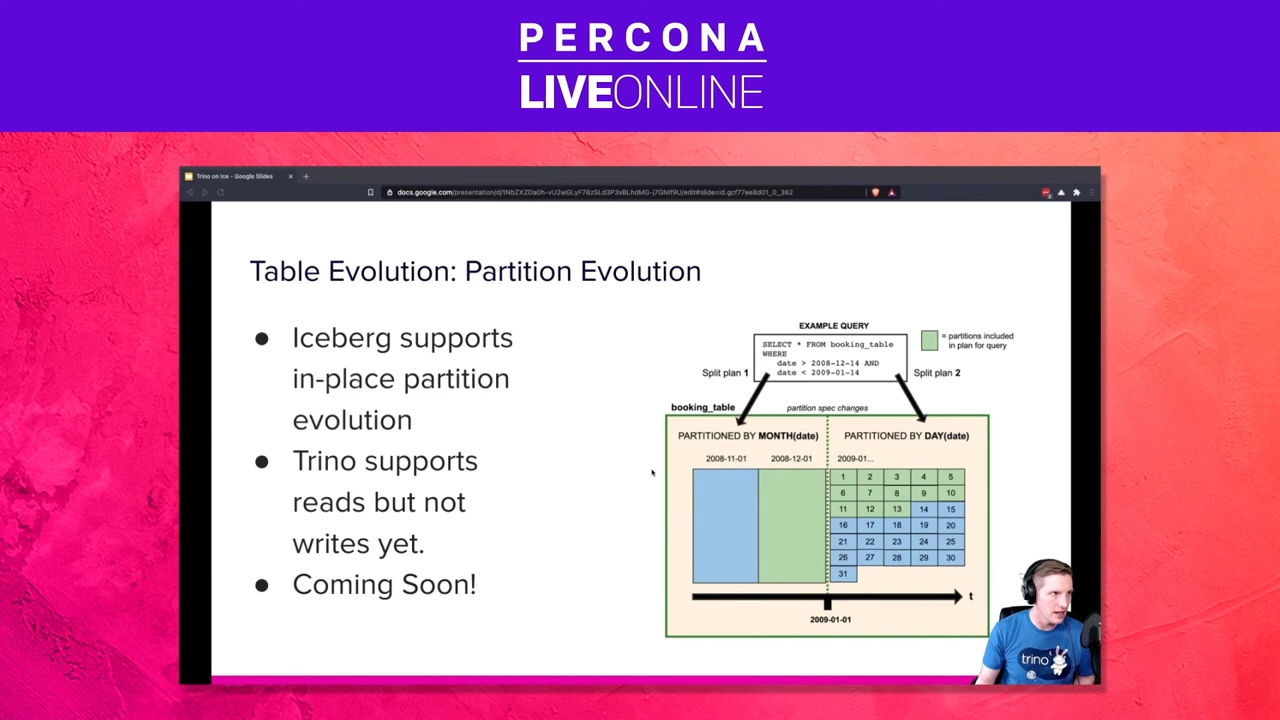 PERCONA
LIVEONLINE
Trino on Ice - Google Slides
Table Evolution: Partition Evolution
● Iceberg supports
in-place partition
evolution
● Trino supports
reads but not
writes yet.
● Coming Soon!
EXAMPLE QUERY
SELECT * FROM booking_table
WHERE
date > 2008-12-14 AND
date < 2009-01-14
= partitions included
in plan for query
Split plan 1
Split plan 2
booking_table
partition spec changes
PARTITIONED BY MONTH(date)
PARTITIONED BY DAY(date)
2008-11-01
2008-12-01
2009-01...
1 2 3 4 5
6 7 8 9 10
11 12 13 14 15
16 17 18 19 20
21 22 23 24 25
26 27 28 29 30
31
t
2009-01-01
trino